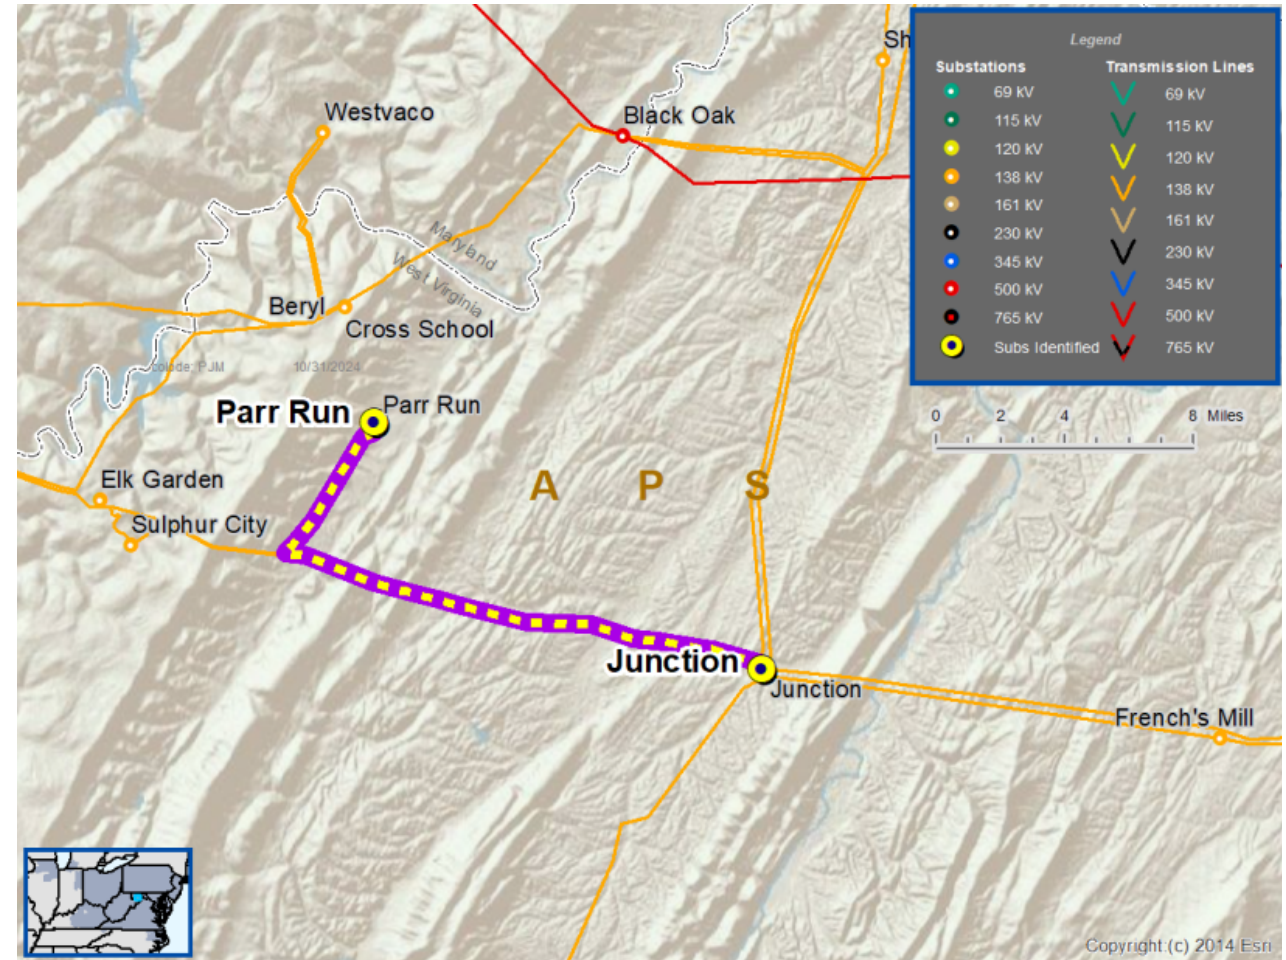 Sh
Westvaco
Black Oak
Maryland
West Virginia
Beryl
Cross School
PJM
10/31/2024
Parr Run
Parr Run
A P S
Elk Garden
Sulphur City
Junction
Junction
French's Mill
Legend
Substations
69 kV
115 kV
120 kV
138 kV
161 kV
230 kV
345 kV
500 kV
765 kV
Subs Identified
Transmission Lines
69 kV
115 kV
120 kV
138 kV
161 kV
230 kV
345 kV
500 kV
765 kV
0 2 4 8 Miles
Copyright:(c) 2014 Esri